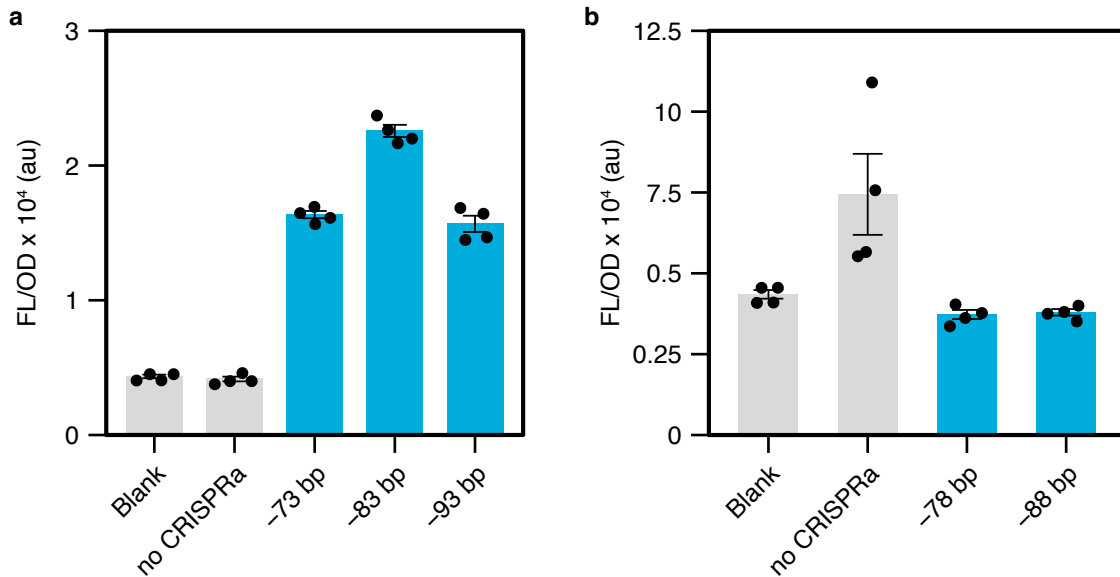 a
FL/OD x 10⁴ (au)
3
2
1
0
Blank
no CRISPRa
–73 bp
–83 bp
–93 bp
b
FL/OD x 10⁴ (au)
12.5
10
7.5
0.5
0.25
0
Blank
no CRISPRa
–78 bp
–88 bp